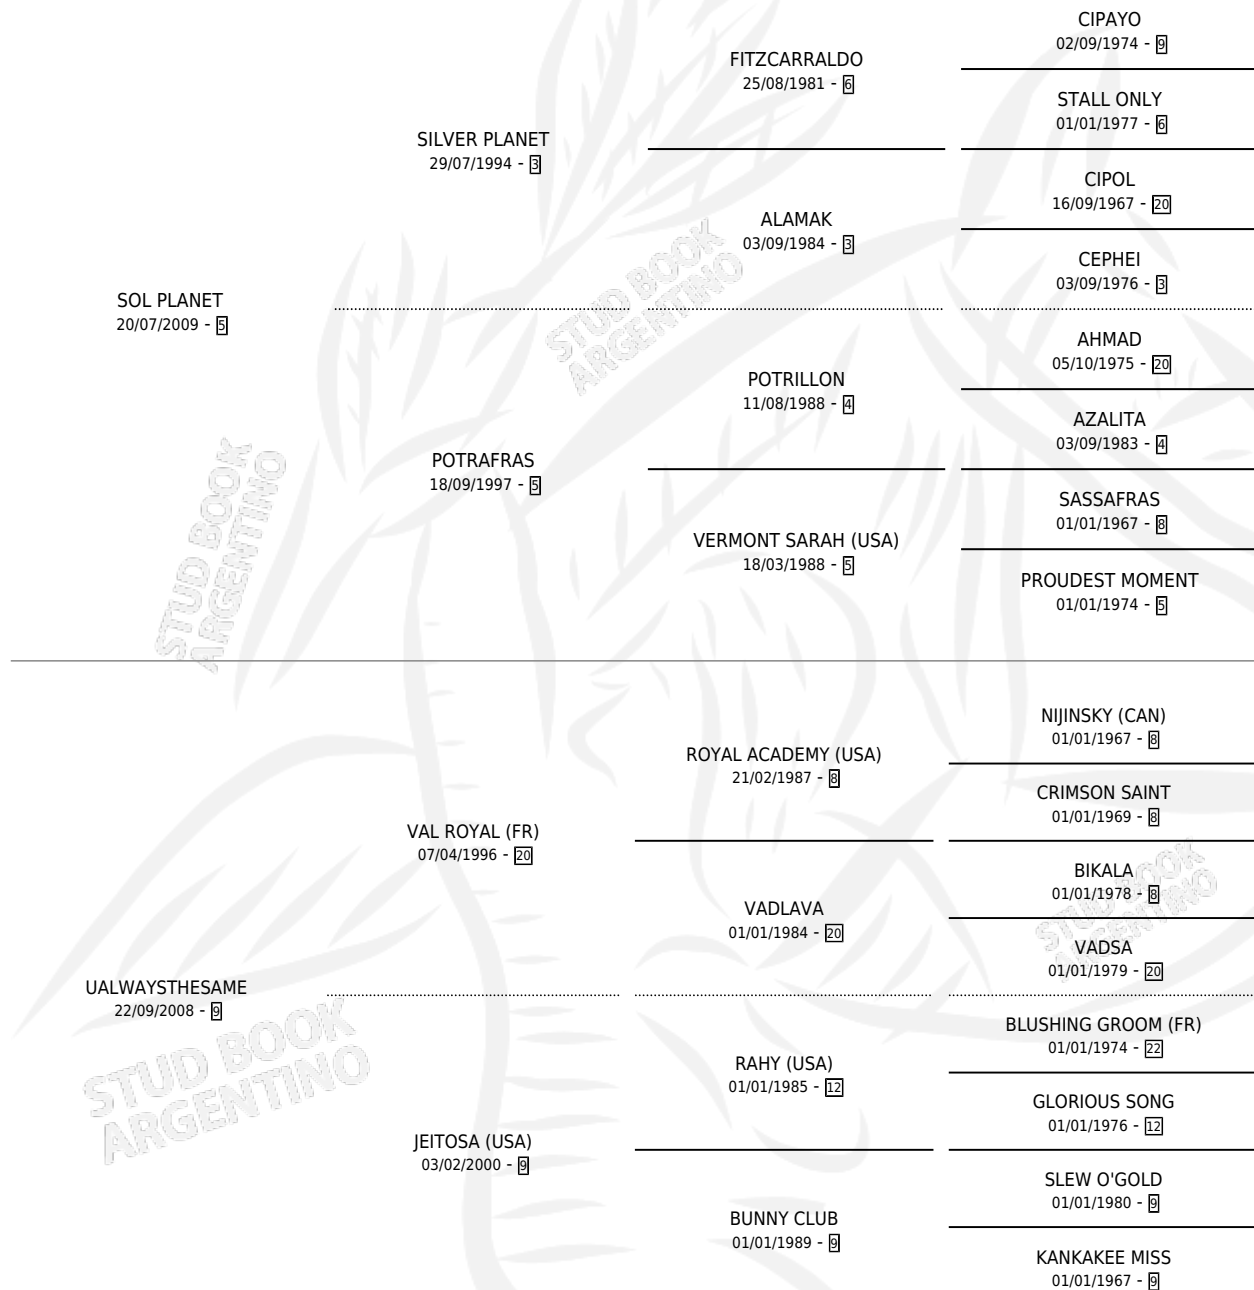 CIPAYO
02/09/1974 - 9
FITZCARRALDO
25/08/1981 - 6
STALL ONLY
01/01/1977 - 6
SILVER PLANET
29/07/1994 - 3
CIPOL
16/09/1967 - 20
ALAMAK
03/09/1984 - 3
CEPHEI
03/09/1976 - 3
SOL PLANET
20/07/2009 - 5
AHMAD
05/10/1975 - 20
POTRILLON
11/08/1988 - 4
AZALITA
03/09/1983 - 4
POTRAFRAS
18/09/1997 - 5
SASSAFRAS
01/01/1967 - 8
VERMONT SARAH (USA)
18/03/1988 - 5
PROUDEST MOMENT
01/01/1974 - 5
NIJINSKY (CAN)
01/01/1967 - 8
ROYAL ACADEMY (USA)
21/02/1987 - 8
CRIMSON SAINT
01/01/1969 - 8
VAL ROYAL (FR)
07/04/1996 - 20
BIKALA
01/01/1978 - 8
VADLAVA
01/01/1984 - 20
VADSA
01/01/1979 - 20
UALWAYSTHESAME
22/09/2008 - 9
BLUSHING GROOM (FR)
01/01/1974 - 22
RAHY (USA)
01/01/1985 - 12
GLORIOUS SONG
01/01/1976 - 12
JEITOSA (USA)
03/02/2000 - 9
SLEW O'GOLD
01/01/1980 - 9
BUNNY CLUB
01/01/1989 - 9
KANKAKEE MISS
01/01/1967 - 9
STUD BOOK
ARGENTINO
STUD BOOK
ARGENTINO
STUD BOOK
ARGENTINO
STUD BOOK
ARGENTINO